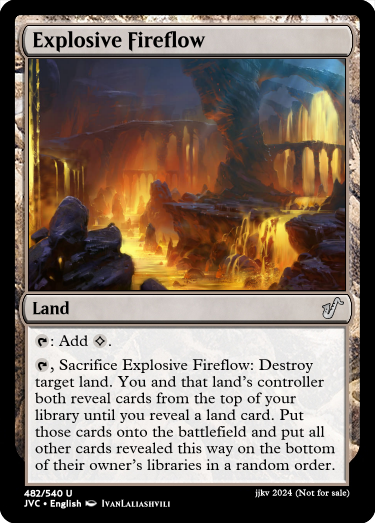 Explosive Fireflow
Land
: Add .
, Sacrifice Explosive Fireflow: Destroy
target land. You and that land's controller
both reveal cards from the top of your
library until you reveal a land card. Put
those cards onto the battlefield and put all
other cards revealed this way on the bottom
of their owner's libraries in a random order.
482/540 U
jjkv 2024 (Not for sale)
JVC • English IvanLaliashvili